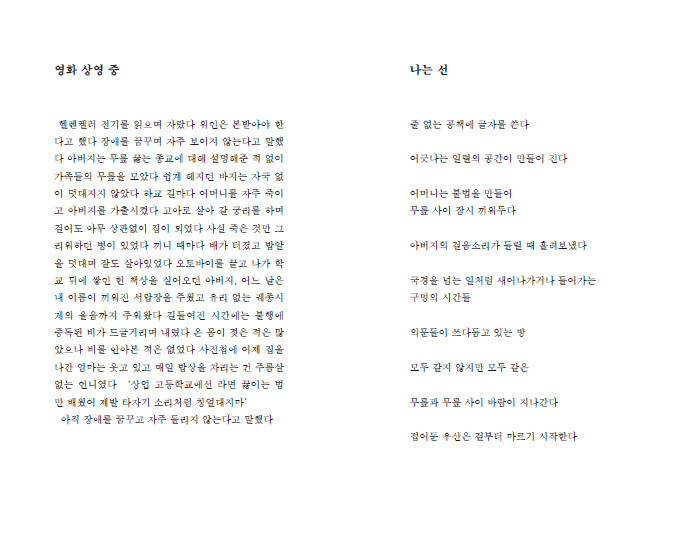 영화 상영 중
헬렌켈러 전기를 읽으며 자랐다 위인은 본받아야 한
다고 했다 장애를 꿈꾸며 자주 보이지 않는다고 말했
다 아버지는 무릎 꿇는 종교에 대해 설명해준 적 없이
가족들의 무릎을 모았다 쉽게 해지던 바지는 자국 없
이 덧대지지 않았다 하교 길마다 어머니를 자주 죽이
고 아버지를 가출시켰다 고아로 살아 갈 궁리를 하며
걸어도 아무 상관없이 집이 되었다 사실 죽은 것만 그
리워하던 병이 있었다 끼니 때마다 배가 터졌고 밥알
을 덧대며 잘도 살아있었다 오토바이를 끌고 나가 학
교 뒤에 쌓인 헌 책상을 실어오던 아버지, 어느 날은
내 이름이 끼워진 서랍장을 주웠고 유리 없는 괘종시
계의 울음까지 주워왔다 길들어진 시간에는 불행에
중독된 비가 드글거리며 내렸다 온 몸이 젖은 적은 많
았으나 비를 안아본 적은 없었다 사진첩에 어제 집을
나간 엄마는 웃고 있고 매일 밥상을 차리는 건 주름살
없는 언니였다 '상업 고등학교에선 라면 끓이는 법
만 배웠어 제발 타자기 소리처럼 칭얼대지마'
아직 장애를 꿈꾸고 자주 들리지 않는다고 말했다
나는 선
줄 없는 공책에 글자를 쓴다
어긋나는 일렬의 공간이 만들어 진다
어머니는 불법을 만들어
무릎 사이 잠시 끼워두다
아버지의 걸음소리가 들릴 때 흘려보냈다
국경을 넘는 일처럼 새어나가거나 들어가는
구멍의 시간들
의문들이 쓰다듬고 있는 방
모두 같지 않지만 모두 같은
무릎과 무릎 사이 바람이 지나간다
접어둔 우산은 겉부터 마르기 시작한다